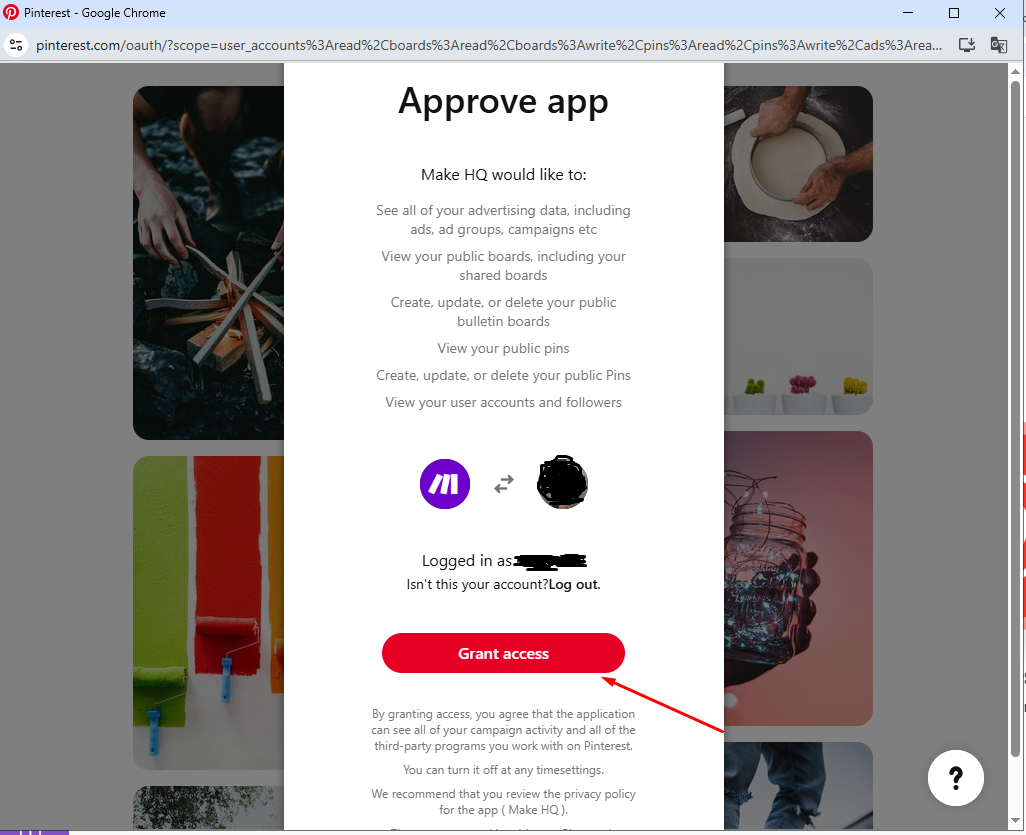 Pinterest - Google Chrome
pinterest.com/oauth/?scope=user_accounts%3Aread%2Cboards%3Aread%2Cboards%3Awrite%2Cpins%3Aread%2Cpins%3Awrite%2Cads%3Area...
Approve app
Make HQ would like to:
See all of your advertising data, including
ads, ad groups, campaigns etc
View your public boards, including your
shared boards
Create, update, or delete your public
bulletin boards
View your public pins
Create, update, or delete your public Pins
View your user accounts and followers
Logged in as
Isn't this your account?Log out.
Grant access
By granting access, you agree that the application
can see all of your campaign activity and all of the
third-party programs you work with on Pinterest.
You can turn it off at any timesettings.
We recommend that you review the privacy policy
for the app ( Make HQ ).
?